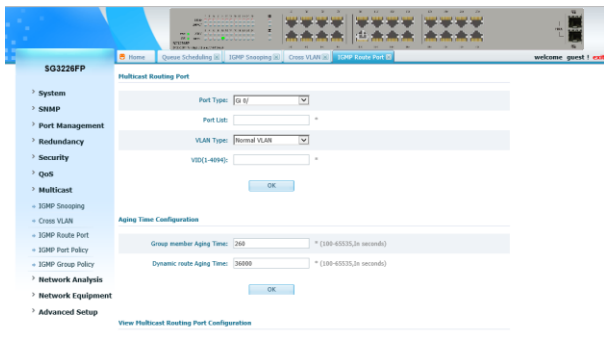 Home Queue Scheduling IGMP Snooping Cross VLAN IGMP Route Port welcome guest ! exit
SG3226FP
System
SNMP
Port Management
Redundancy
Security
QoS
Multicast
IGMP Snooping
Cross VLAN
IGMP Route Port
IGMP Port Policy
IGMP Group Policy
Network Analysis
Network Equipment
Advanced Setup
Multicast Routing Port
Port Type: Gi 0/
Port List: *
VLAN Type: Normal VLAN
VID(1-4094): *
OK
Aging Time Configuration
Group member Aging Time: 260 * (100-65535,In seconds)
Dynamic route Aging Time: 36000 * (100-65535,In seconds)
OK
View Multicast Routing Port Configuration